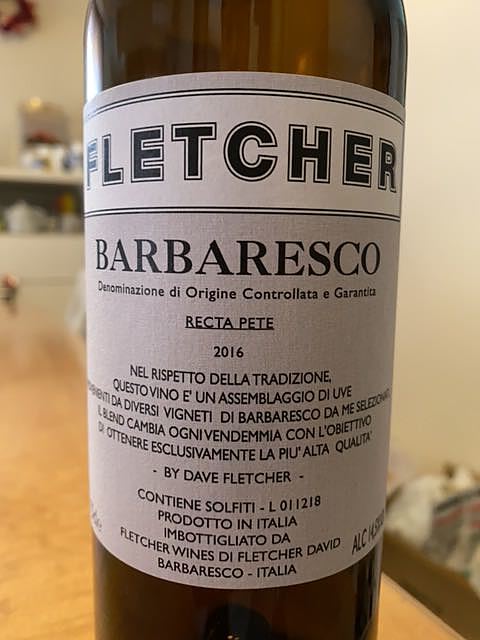 FLETCHER
BARBARESCO
Denominazione di Origine Controllata e Garantita
RECTA PETE
2016
NEL RISPETTO DELLA TRADIZIONE,
QUESTO VINO E' UN ASSEMBLAGGIO DI UVE
DA DIVERSI VIGNETI DI BARBARESCO DA ME
IL BLEND CAMBIA OGNI VENDEMMIA CON L'OBIETTIVO
DI OTTENERE ESCLUSIVAMENTE LA PIU' ALTA QUALITA'
- BY DAVE FLETCHER -
CONTIENE SOLFITI - L 011218
PRODOTTO IN ITALIA
IMBOTTIGLIATO DA
FLETCHER WINES DI FLETCHER DAVID
BARBARESCO - ITALIA
ALC